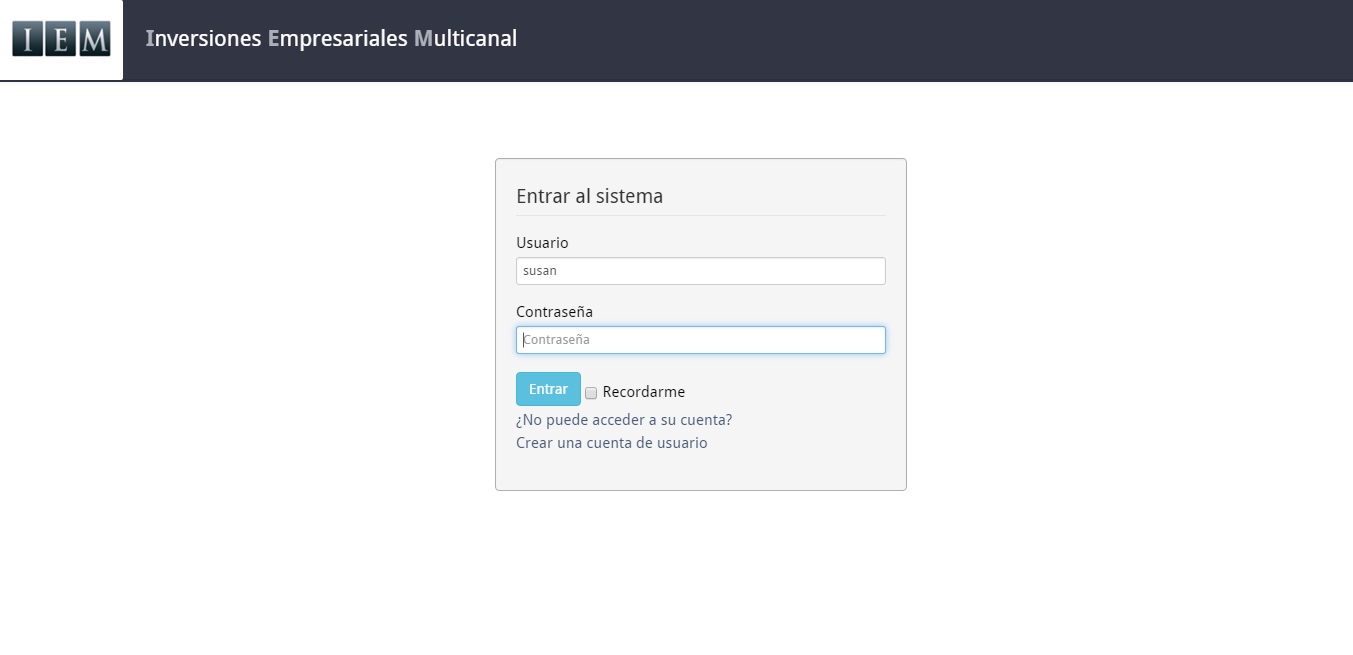 IEM Inversiones Empresariales Multicanal
Entrar al sistema
Usuario
susan
Contraseña
Contraseña
Entrar Recordarme
¿No puede acceder a su cuenta?
Crear una cuenta de usuario